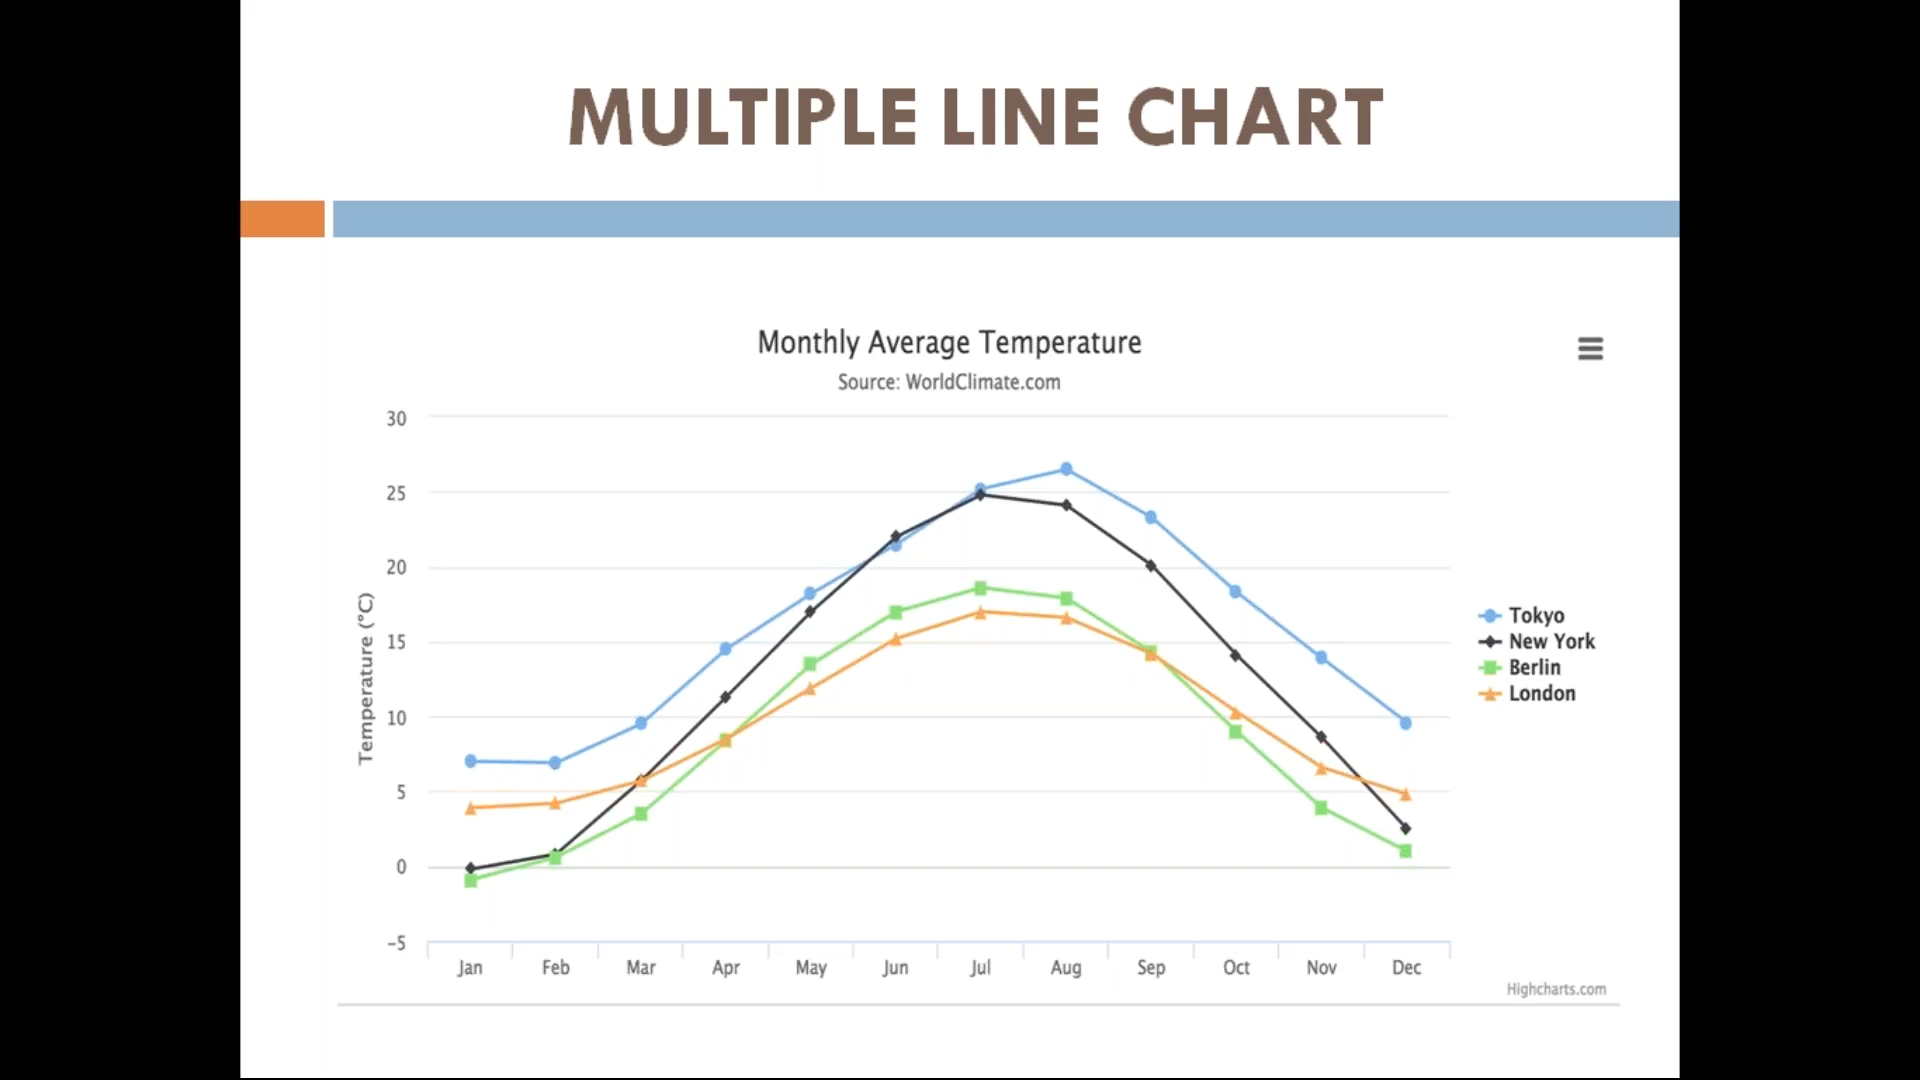 MULTIPLE LINE CHART
Monthly Average Temperature
Source: WorldClimate.com
Temperature (°C)
30
25
20
15
10
5
0
−5
Jan Feb Mar Apr May Jun Jul Aug Sep Oct Nov Dec
Tokyo
New York
Berlin
London
Highcharts.com